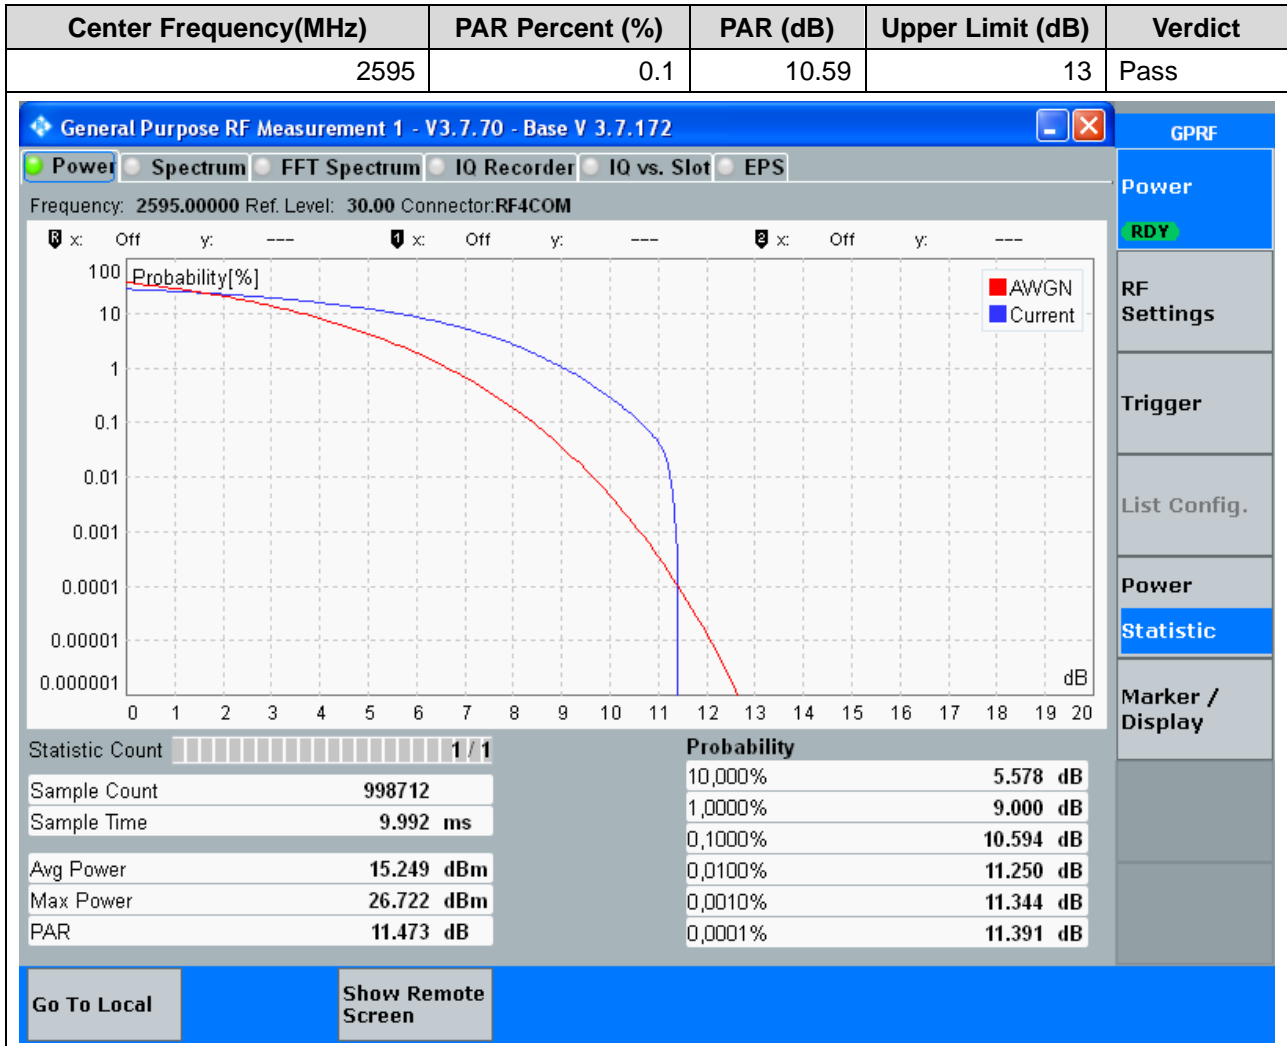 Center Frequency(MHz) PAR Percent (%) PAR (dB) Upper Limit (dB) Verdict
2595 0.1 10.59 13 Pass
General Purpose RF Measurement 1 - V3.7.70 - Base V 3.7.172
GPRF
Power Spectrum FFT Spectrum IQ Recorder IQ vs. Slot EPS
Power
RDY
Frequency: 2595.00000 Ref. Level: 30.00 Connector:RF4COM
R x: Off y: --- 1 x: Off y: --- 2 x: Off y: ---
Probability[%]
AWGN
Current
100
10
1
0.1
0.01
0.001
0.0001
0.00001
0.000001
dB
0 1 2 3 4 5 6 7 8 9 10 11 12 13 14 15 16 17 18 19 20
RF
Settings
Trigger
List Config.
Power
Statistic
Marker /
Display
Statistic Count 1 / 1
Sample Count 998712
Sample Time 9.992 ms
Avg Power 15.249 dBm
Max Power 26.722 dBm
PAR 11.473 dB
Probability
10,000% 5.578 dB
1,0000% 9.000 dB
0,1000% 10.594 dB
0,0100% 11.250 dB
0,0010% 11.344 dB
0,0001% 11.391 dB
Go To Local
Show Remote
Screen